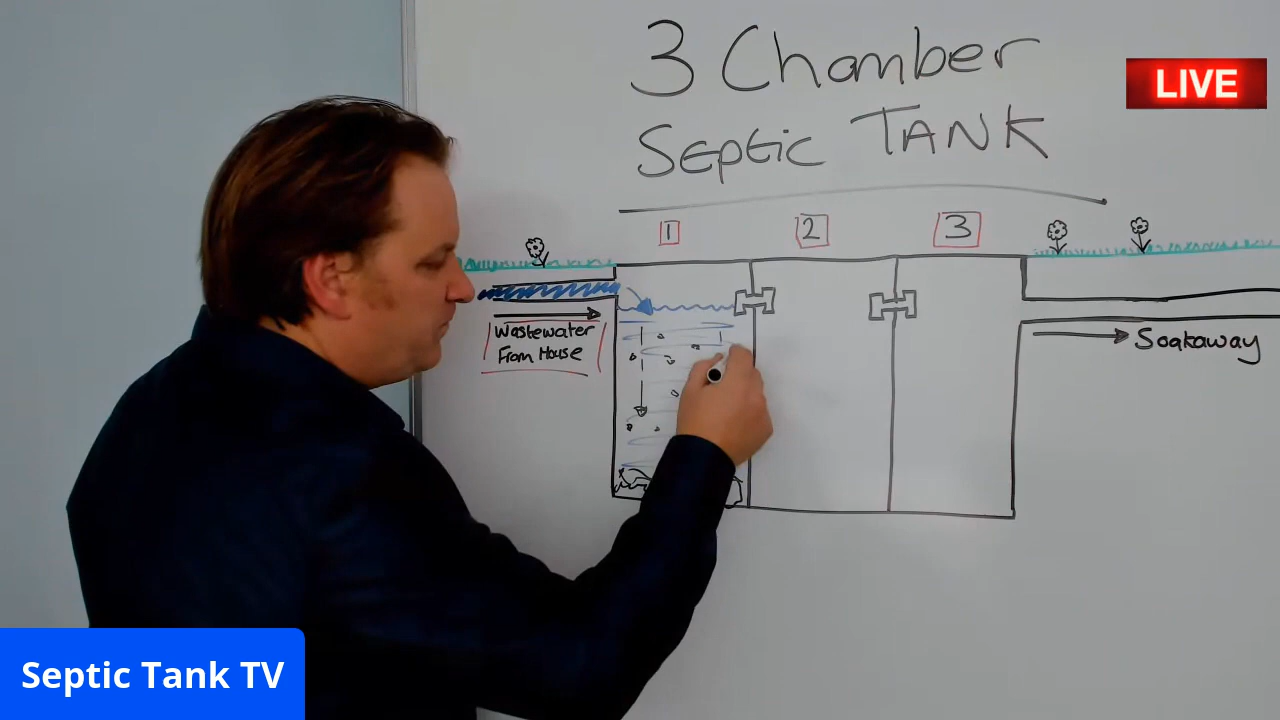 3 Chamber
Septic TANK
LIVE
1 2 3
Wastewater
From House
Soakaway
Septic Tank TV